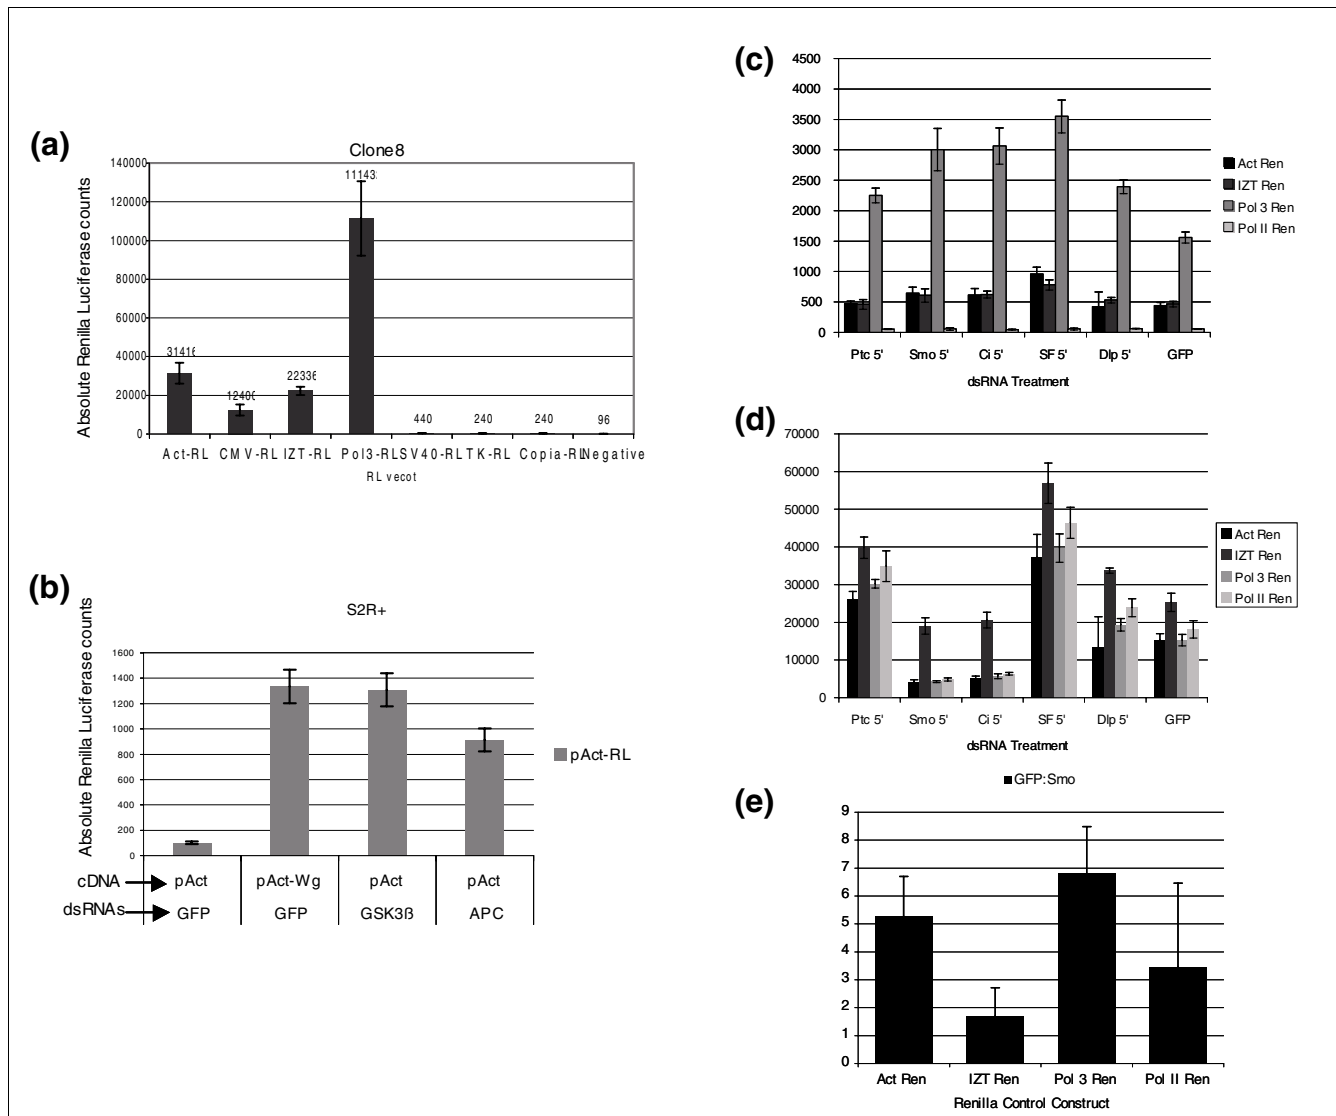 (a)
Clone8
Absolute Renilla Luciferase counts
140000
120000
100000
80000
60000
40000
20000
0
31416
12400
22336
11143
440
240
240
96
Act-RL CMV-RL IZT-RL Pol3-RL SV40-RL TK-RL Copia-RL Negative
RL vecot
(b)
S2R+
Absolute Renilla Luciferase counts
1600
1400
1200
1000
800
600
400
200
0
pAct-RL
cDNA pAct pAct-Wg pAct pAct
dsRNAs GFP GFP GSK3ß APC
(c)
4500
4000
3500
3000
2500
2000
1500
1000
500
0
Act Ren
IZT Ren
Pol 3 Ren
Pol II Ren
Ptc 5' Smo 5' Ci 5' SF 5' Dlp 5' GFP
dsRNA Treatment
(d)
70000
60000
50000
40000
30000
20000
10000
0
Act Ren
IZT Ren
Pol 3 Ren
Pol II Ren
Ptc 5' Smo 5' Ci 5' SF 5' Dlp 5' GFP
dsRNA Treatment
(e)
GFP:Smo
9
8
7
6
5
4
3
2
1
0
Act Ren IZT Ren Pol 3 Ren Pol II Ren
Renilla Control Construct